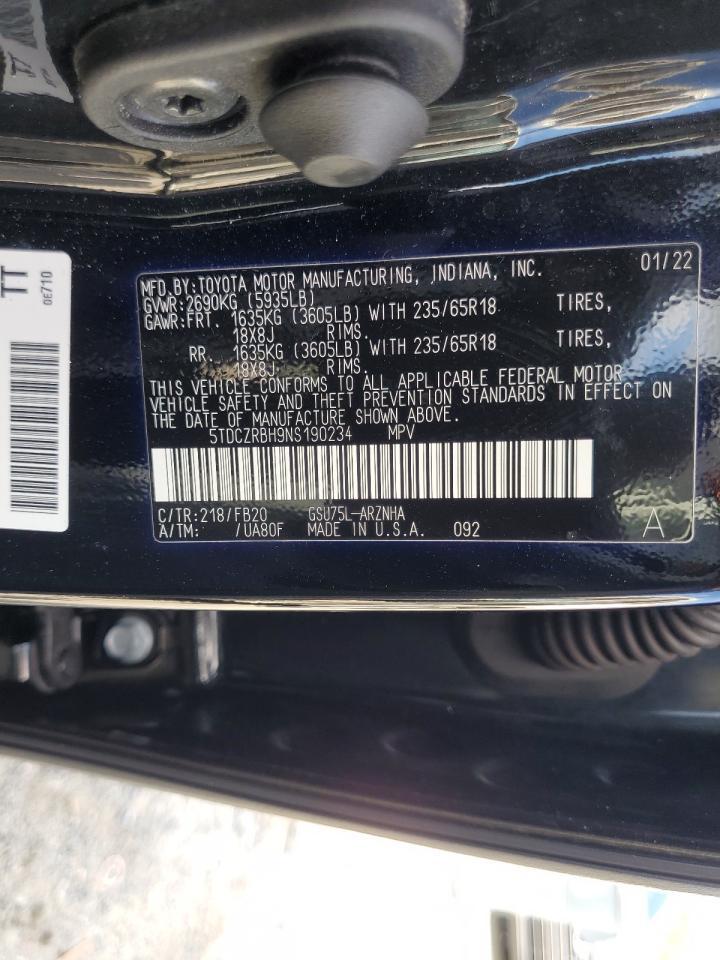 TT
0E710
MFD.BY:TOYOTA MOTOR MANUFACTURING, INDIANA, INC. 01/22
GVWR:2690KG (5935LB)
GAWR:FRT. 1635KG (3605LB) WITH 235/65R18 TIRES,
18X8J RIMS.
RR. 1635KG (3605LB) WITH 235/65R18 TIRES,
18X8J RIMS.
THIS VEHICLE CONFORMS TO ALL APPLICABLE FEDERAL MOTOR
VEHICLE SAFETY AND THEFT PREVENTION STANDARDS IN EFFECT ON
THE DATE OF MANUFACTURE SHOWN ABOVE.
5TDCZRBH9NS190234 MPV
C/TR:218/FB20 GSU75L-ARZNHA
A/TM: /UA80F MADE IN U.S.A. 092 A